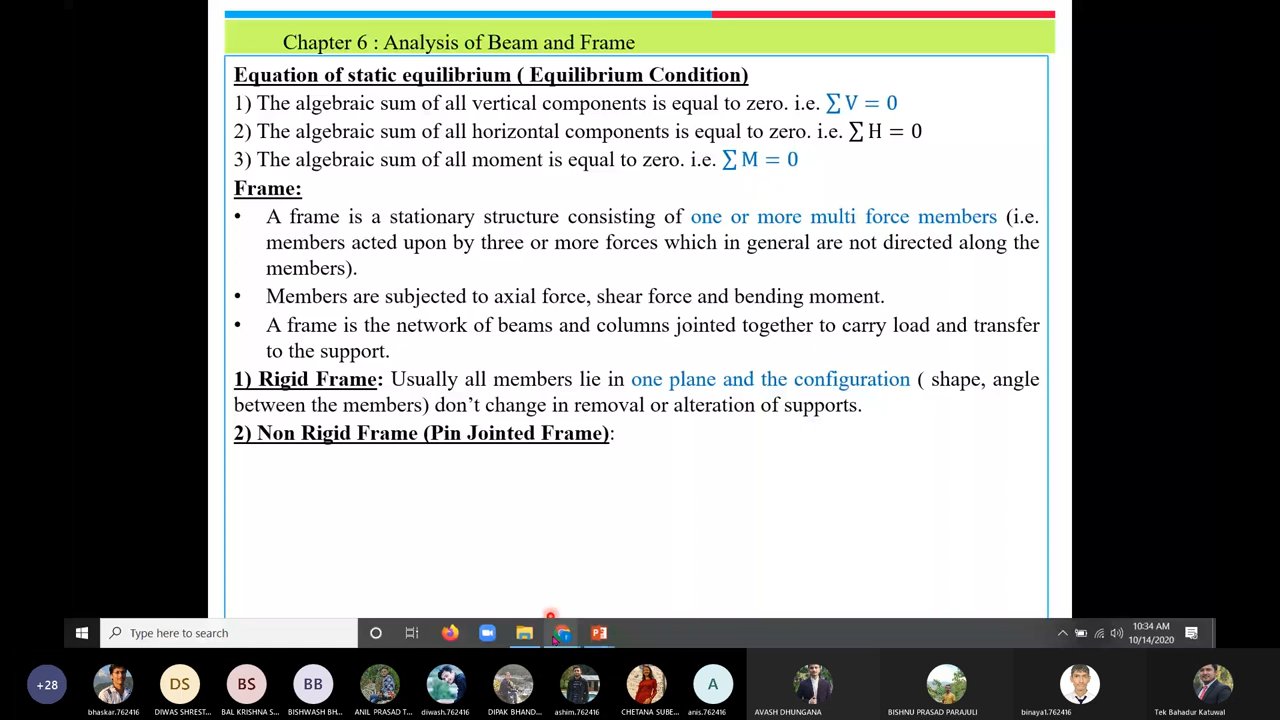 Chapter 6 : Analysis of Beam and Frame
Equation of static equilibrium ( Equilibrium Condition)
1) The algebraic sum of all vertical components is equal to zero. i.e. ∑ V = 0
2) The algebraic sum of all horizontal components is equal to zero. i.e. ∑ H = 0
3) The algebraic sum of all moment is equal to zero. i.e. ∑ M = 0
Frame:
• A frame is a stationary structure consisting of one or more multi force members (i.e.
members acted upon by three or more forces which in general are not directed along the
members).
• Members are subjected to axial force, shear force and bending moment.
• A frame is the network of beams and columns jointed together to carry load and transfer
to the support.
1) Rigid Frame: Usually all members lie in one plane and the configuration ( shape, angle
between the members) don’t change in removal or alteration of supports.
2) Non Rigid Frame (Pin Jointed Frame):
Type here to search
10:34 AM
10/14/2020
+28
DS
BS
BB
A
bhaskar.762416
DIWAS SHREST...
BAL KRISHNA S...
BISHWASH BH...
ANIL PRASAD T...
diwash.762416
DIPAK BHAND...
ashim.762416
CHETANA SUBE...
anis.762416
AVASH DHUNGANA
BISHNU PRASAD PARAJULI
binaya1.762416
Tek Bahadur Katuwal